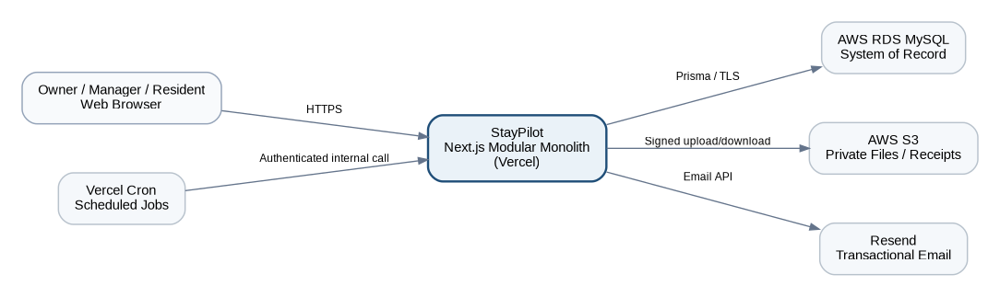 Owner / Manager / Resident
Web Browser
HTTPS
Vercel Cron
Scheduled Jobs
Authenticated internal call
StayPilot
Next.js Modular Monolith
(Vercel)
Prisma / TLS
AWS RDS MySQL
System of Record
Signed upload/download
AWS S3
Private Files / Receipts
Email API
Resend
Transactional Email